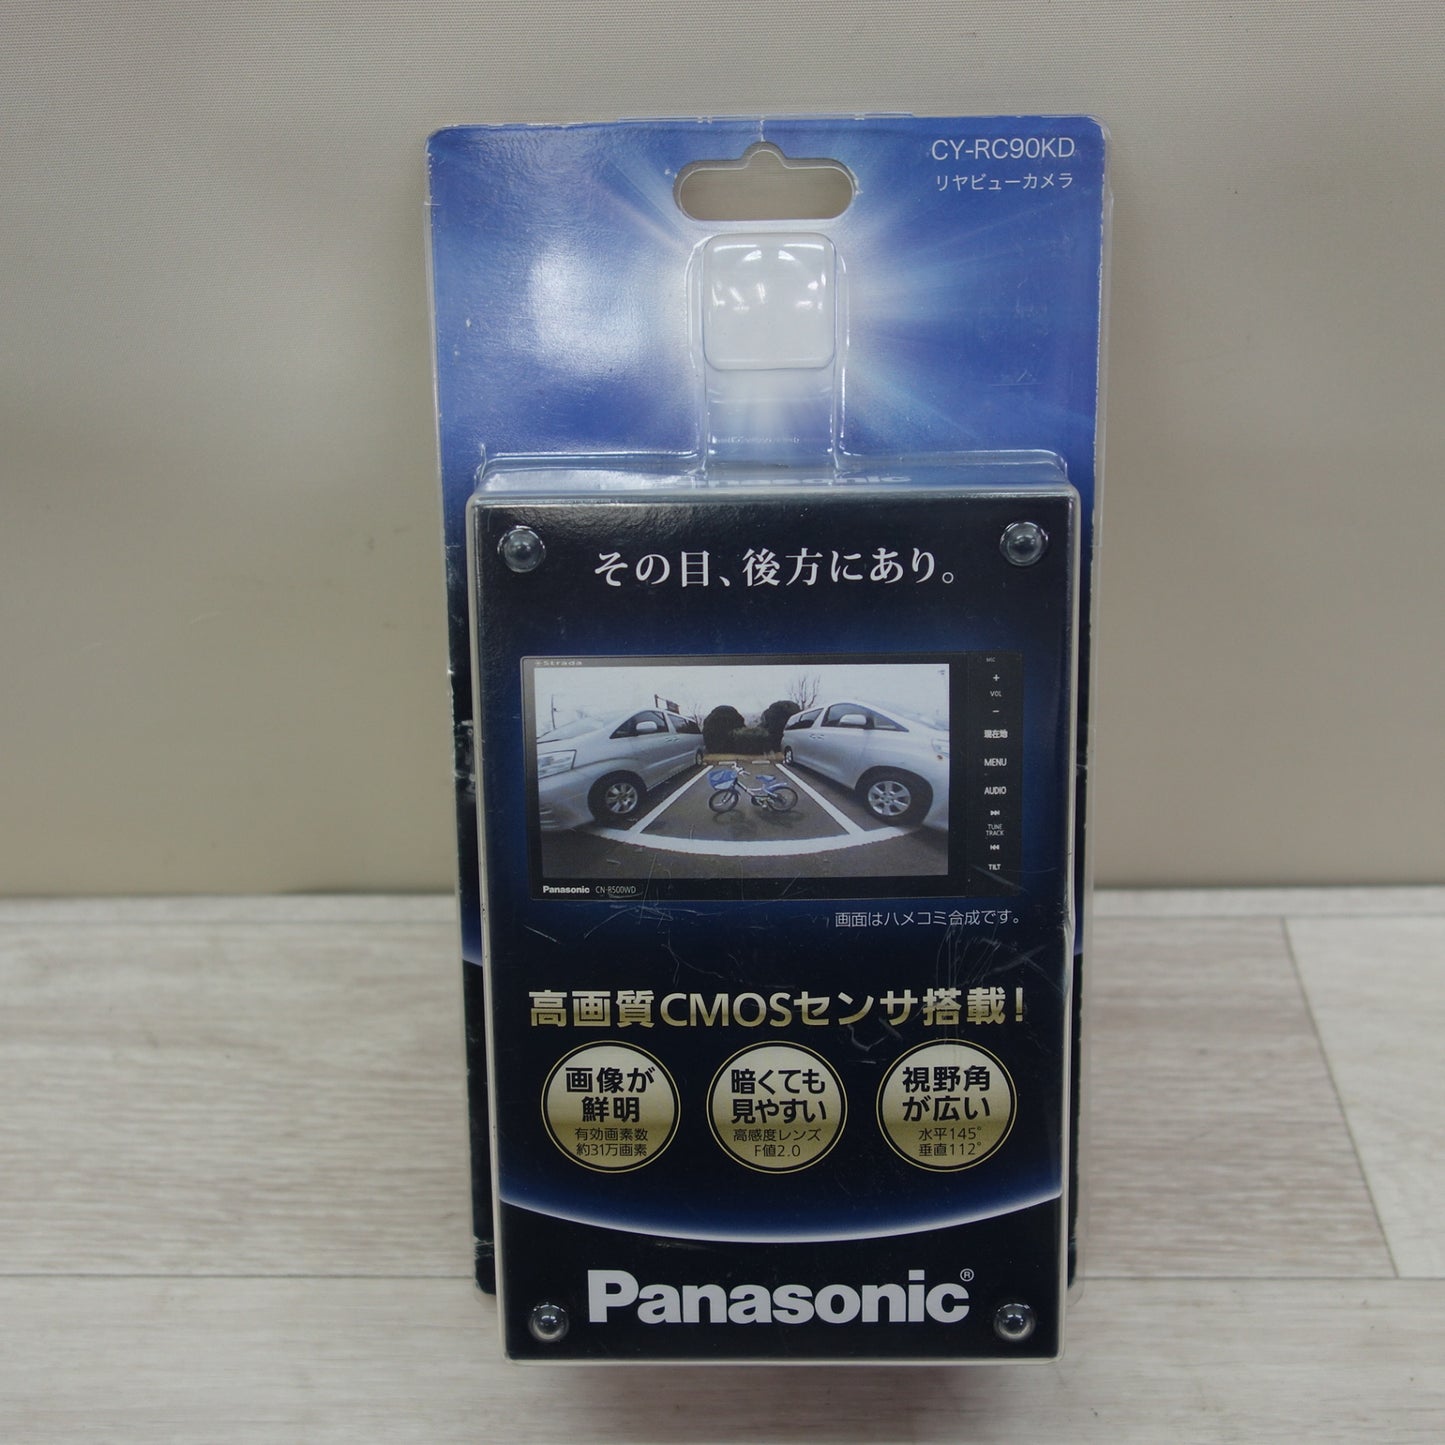 CY-RC90KD
リヤビューカメラ
Panasonic
その目、後方にあり。
Strada
MIC
+
VOL
−
現在地
MENU
AUDIO
TUNE
TRACK
TILT
Panasonic CN-R500WD
画面はハメコミ合成です。
高画質CMOSセンサ搭載!
画像が
鮮明
有効画素数
約31万画素
暗くても
見やすい
高感度レンズ
F値2.0
視野角
が広い
水平145°
垂直112°
Panasonic®